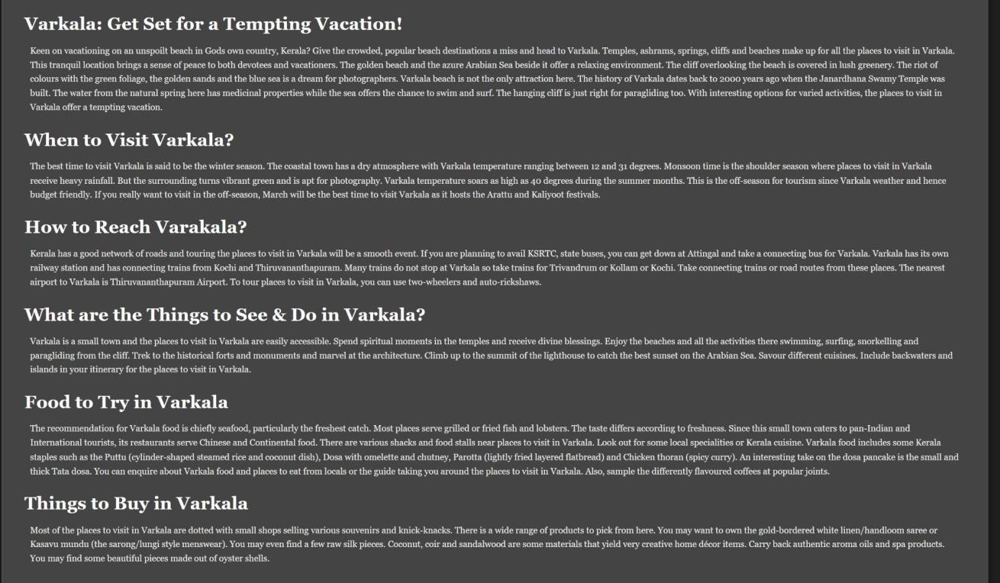 Varkala: Get Set for a Tempting Vacation!
Keen on vacationing on an unspoilt beach in Gods own country, Kerala? Give the crowded, popular beach destinations a miss and head to Varkala. Temples, ashrams, springs, cliffs and beaches make up for all the places to visit in Varkala.
This tranquil location brings a sense of peace to both devotees and vacationers. The golden beach and the azure Arabian Sea beside it offer a relaxing environment. The cliff overlooking the beach is covered in lush greenery. The riot of
colours with the green foliage, the golden sands and the blue sea is a dream for photographers. Varkala beach is not the only attraction here. The history of Varkala dates back to 2000 years ago when the Janardhana Swamy Temple was
built. The water from the natural spring here has medicinal properties while the sea offers the chance to swim and surf. The hanging cliff is just right for paragliding too. With interesting options for varied activities, the places to visit in
Varkala offer a tempting vacation.
When to Visit Varkala?
The best time to visit Varkala is said to be the winter season. The coastal town has a dry atmosphere with Varkala temperature ranging between 12 and 31 degrees. Monsoon time is the shoulder season where places to visit in Varkala
receive heavy rainfall. But the surrounding turns vibrant green and is apt for photography. Varkala temperature soars as high as 40 degrees during the summer months. This is the off-season for tourism since Varkala weather and hence
budget friendly. If you really want to visit in the off-season, March will be the best time to visit Varkala as it hosts the Arattu and Kaliyoot festivals.
How to Reach Varakala?
Kerala has a good network of roads and touring the places to visit in Varkala will be a smooth event. If you are planning to avail KSRTC, state buses, you can get down at Attingal and take a connecting bus for Varkala. Varkala has its own
railway station and has connecting trains from Kochi and Thiruvananthapuram. Many trains do not stop at Varkala so take trains for Trivandrum or Kollam or Kochi. Take connecting trains or road routes from these places. The nearest
airport to Varkala is Thiruvananthapuram Airport. To tour places to visit in Varkala, you can use two-wheelers and auto-rickshaws.
What are the Things to See & Do in Varkala?
Varkala is a small town and the places to visit in Varkala are easily accessible. Spend spiritual moments in the temples and receive divine blessings. Enjoy the beaches and all the activities there swimming, surfing, snorkelling and
paragliding from the cliff. Trek to the historical forts and monuments and marvel at the architecture. Climb up to the summit of the lighthouse to catch the best sunset on the Arabian Sea. Savour different cuisines. Include backwaters and
islands in your itinerary for the places to visit in Varkala.
Food to Try in Varkala
The recommendation for Varkala food is chiefly seafood, particularly the freshest catch. Most places serve grilled or fried fish and lobsters. The taste differs according to freshness. Since this small town caters to pan-Indian and
International tourists, its restaurants serve Chinese and Continental food. There are various shacks and food stalls near places to visit in Varkala. Look out for some local specialities or Kerala cuisine. Varkala food includes some Kerala
staples such as the Puttu (cylinder-shaped steamed rice and coconut dish), Dosa with omelette and chutney, Parotta (lightly fried layered flatbread) and Chicken thoran (spicy curry). An interesting take on the dosa pancake is the small and
thick Tata dosa. You can enquire about Varkala food and places to eat from locals or the guide taking you around the places to visit in Varkala. Also, sample the differently flavoured coffees at popular joints.
Things to Buy in Varkala
Most of the places to visit in Varkala are dotted with small shops selling various souvenirs and knick-knacks. There is a wide range of products to pick from here. You may want to own the gold-bordered white linen/handloom saree or
Kasavu mundu (the sarong/lungi style menswear). You may even find a few raw silk pieces. Coconut, coir and sandalwood are some materials that yield very creative home décor items. Carry back authentic aroma oils and spa products.
You may find some beautiful pieces made out of oyster shells.